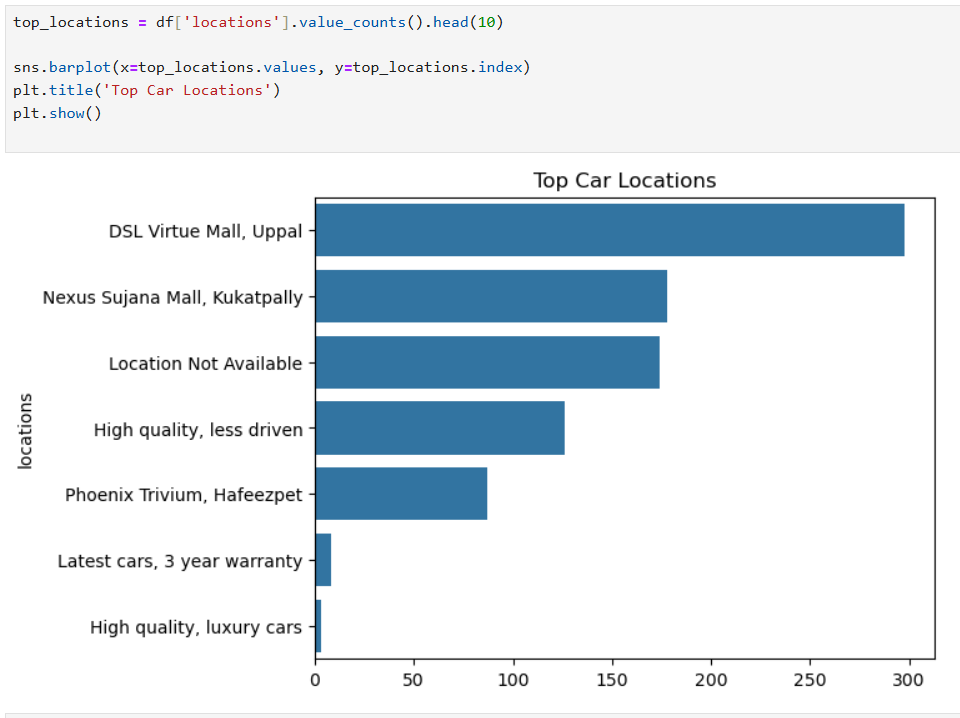 top_locations = df['locations'].value_counts().head(10)
sns.barplot(x=top_locations.values, y=top_locations.index)
plt.title('Top Car Locations')
plt.show()
Top Car Locations
DSL Virtue Mall, Uppal
Nexus Sujana Mall, Kukatpally
Location Not Available
High quality, less driven
Phoenix Trivium, Hafeezpet
Latest cars, 3 year warranty
High quality, luxury cars
locations
0 50 100 150 200 250 300